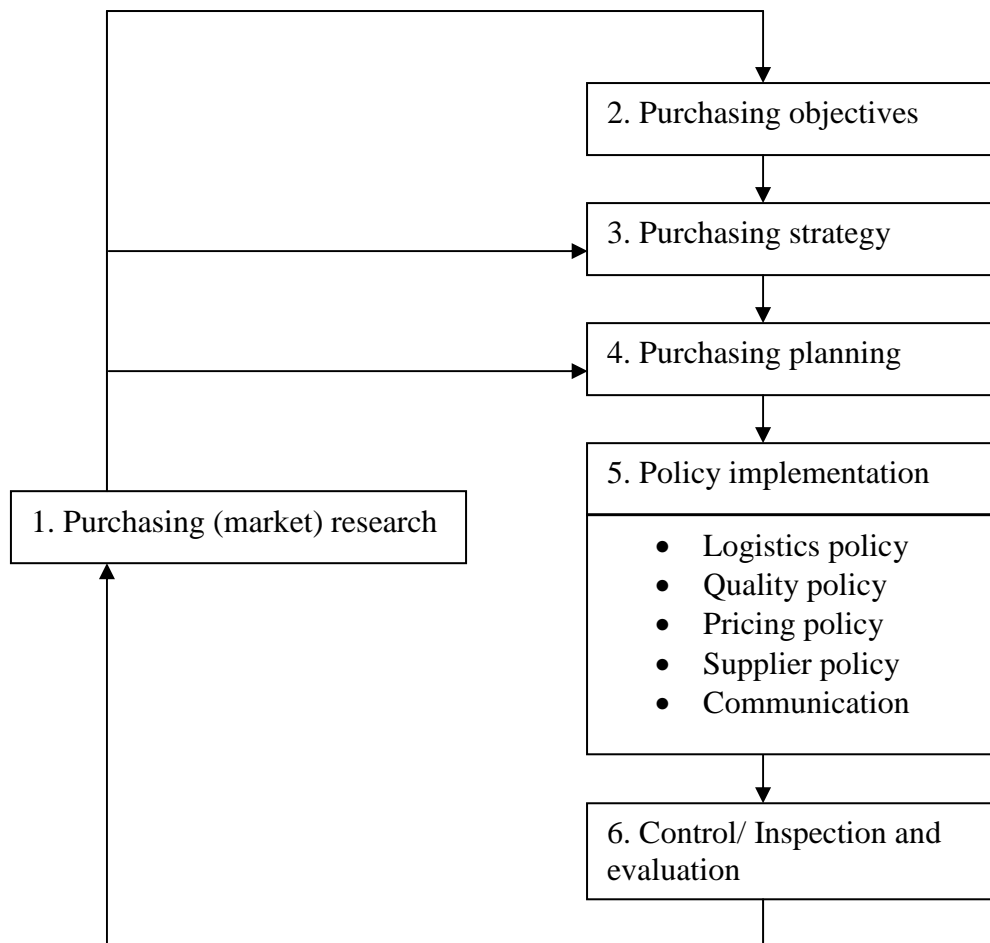 2. Purchasing objectives
3. Purchasing strategy
4. Purchasing planning
5. Policy implementation
1. Purchasing (market) research
• Logistics policy
• Quality policy
• Pricing policy
• Supplier policy
• Communication
6. Control/ Inspection and
evaluation